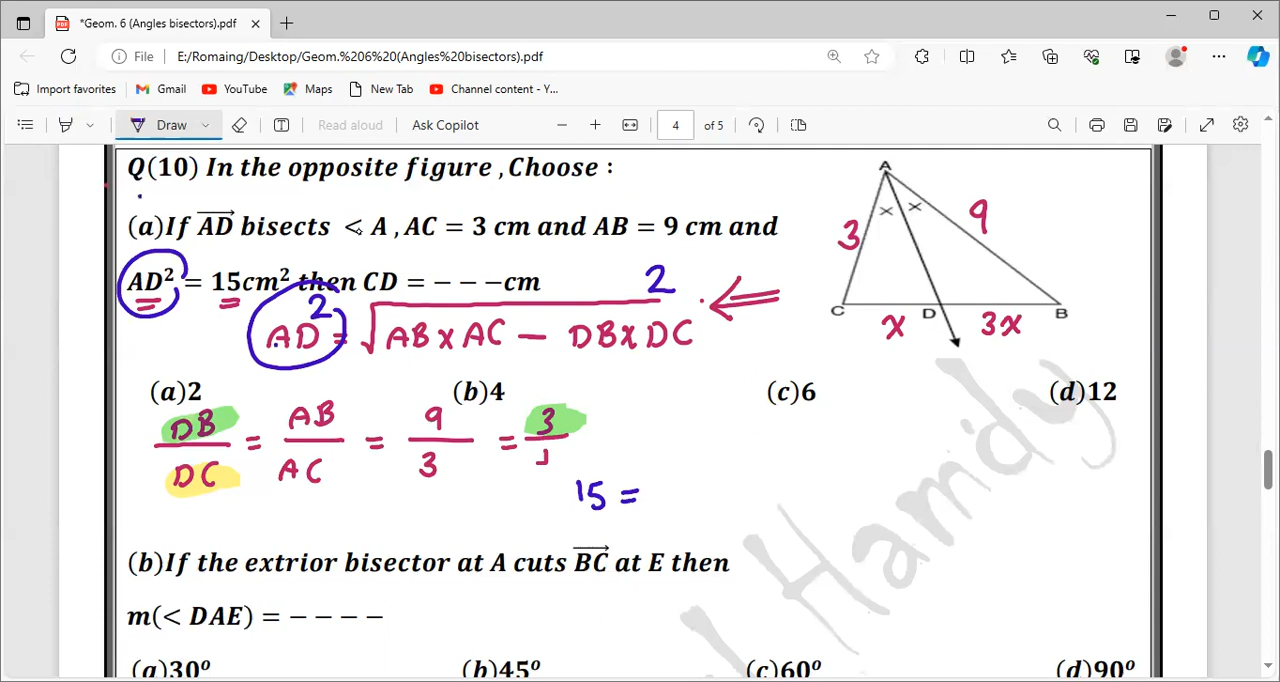 *Geom. 6 (Angles bisectors).pdf
File E:/Romaing/Desktop/Geom.%206%20(Angles%20bisectors).pdf
Import favorites Gmail YouTube Maps New Tab Channel content - Y...
Draw Read aloud Ask Copilot 4 of 5
Q(10) In the opposite figure ,Choose :
(a)If AD bisects < A ,AC = 3 cm and AB = 9 cm and
AD² = 15cm² then CD = − − −cm
AD² = √AB x AC − DB x DC ²
A
x x
3 9
C D B
x 3x
(a)2 (b)4 (c)6 (d)12
DB/DC = AB/AC = 9/3 = 3/1
15 =
(b)If the extrior bisector at A cuts BC at E then
m(< DAE) = − − − −
(a)30° (b)45° (c)60° (d)90°
Hamdy